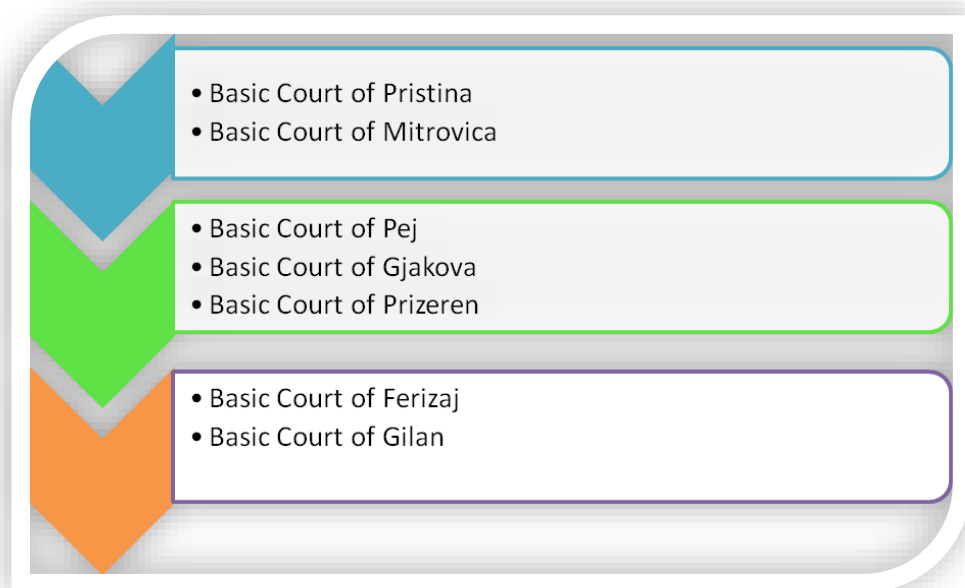 • Basic Court of Pristina
• Basic Court of Mitrovica
• Basic Court of Pej
• Basic Court of Gjakova
• Basic Court of Prizeren
• Basic Court of Ferizaj
• Basic Court of Gilan